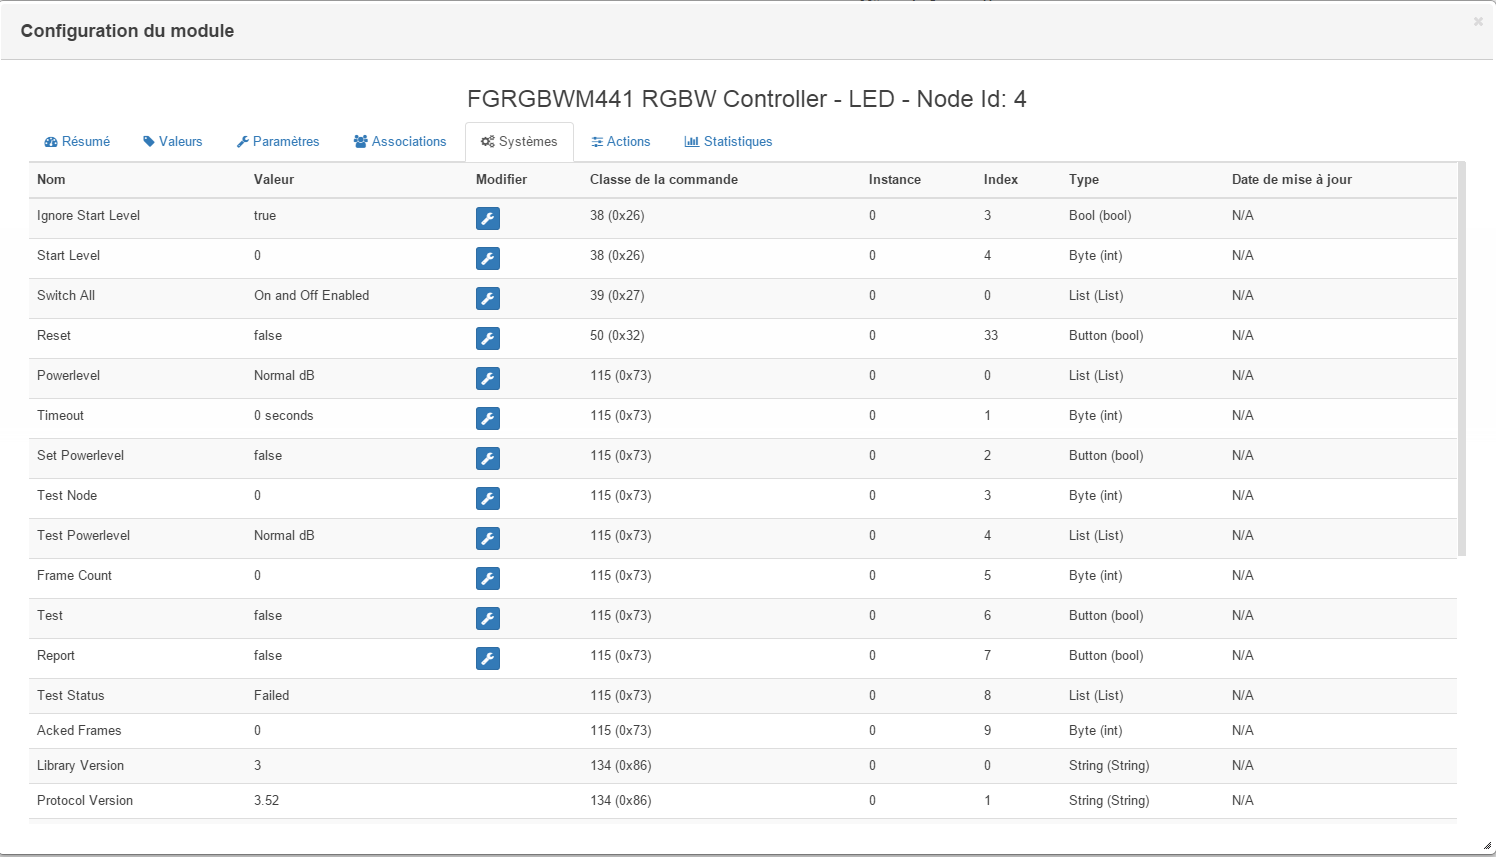 Configuration du module
×
FGRGBWM441 RGBW Controller - LED - Node Id: 4
Résumé Valeurs Paramètres Associations Systèmes Actions Statistiques
Nom Valeur Modifier Classe de la commande Instance Index Type Date de mise à jour
Ignore Start Level true 38 (0x26) 0 3 Bool (bool) N/A
Start Level 0 38 (0x26) 0 4 Byte (int) N/A
Switch All On and Off Enabled 39 (0x27) 0 0 List (List) N/A
Reset false 50 (0x32) 0 33 Button (bool) N/A
Powerlevel Normal dB 115 (0x73) 0 0 List (List) N/A
Timeout 0 seconds 115 (0x73) 0 1 Byte (int) N/A
Set Powerlevel false 115 (0x73) 0 2 Button (bool) N/A
Test Node 0 115 (0x73) 0 3 Byte (int) N/A
Test Powerlevel Normal dB 115 (0x73) 0 4 List (List) N/A
Frame Count 0 115 (0x73) 0 5 Byte (int) N/A
Test false 115 (0x73) 0 6 Button (bool) N/A
Report false 115 (0x73) 0 7 Button (bool) N/A
Test Status Failed 115 (0x73) 0 8 List (List) N/A
Acked Frames 0 115 (0x73) 0 9 Byte (int) N/A
Library Version 3 134 (0x86) 0 0 String (String) N/A
Protocol Version 3.52 134 (0x86) 0 1 String (String) N/A